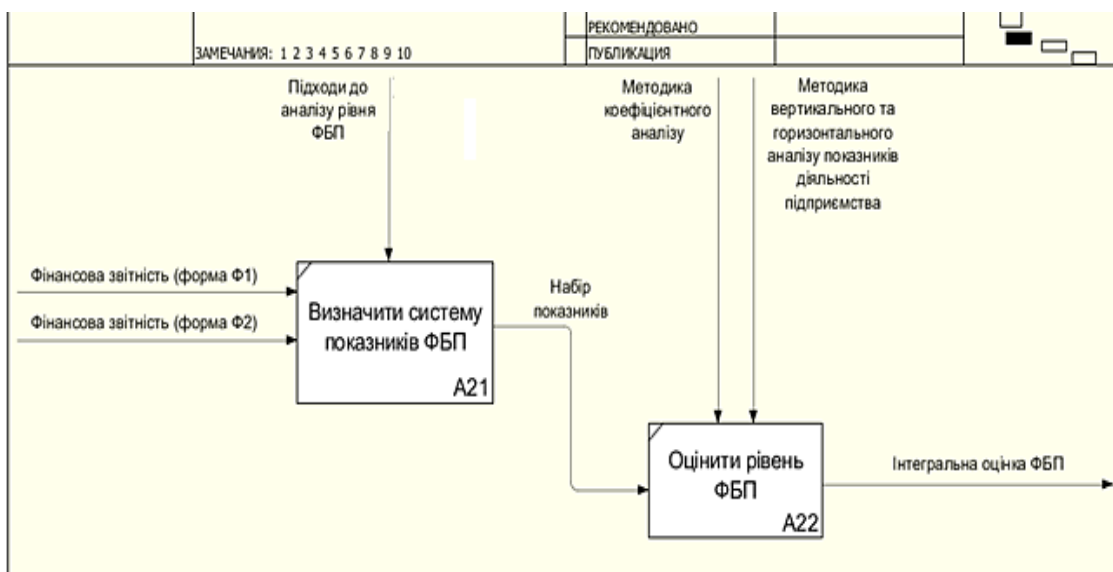 РЕКОМЕНДОВАНО
ЗАМЕЧАНИЯ: 1 2 3 4 5 6 7 8 9 10
ПУБЛИКАЦИЯ
Підходи до
аналізу рівня
ФБП
Методика
коефіцієнтного
аналізу
Методика
вертикального та
горизонтального
аналізу показників
діяльності
підприємства
Фінансова звітність (форма Ф1)
Фінансова звітність (форма Ф2)
Визначити систему
показників ФБП
А21
Набір
показників
Оцінити рівень
ФБП
А22
Інтегральна оцінка ФБП